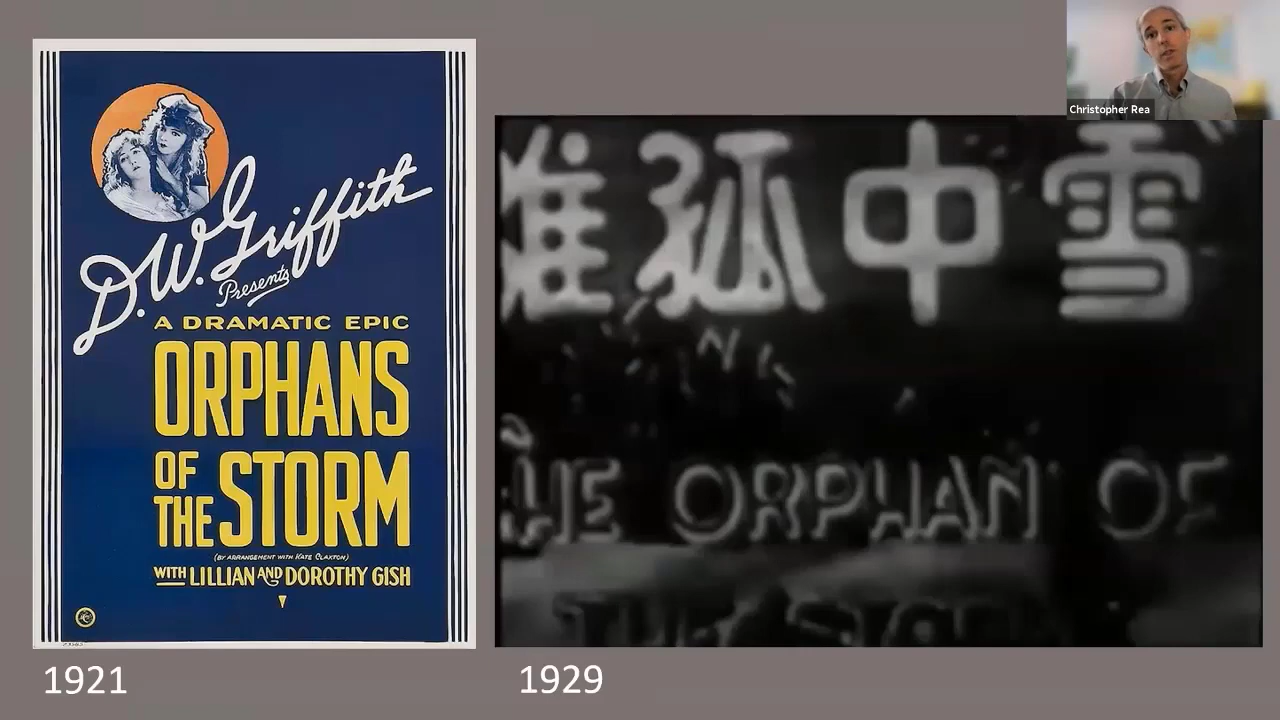 D.W. Griffith
Presents
A DRAMATIC EPIC
ORPHANS
OF
THE STORM
(BY ARRANGEMENT WITH KATE CLAXTON)
WITH LILLIAN AND DOROTHY GISH
1921
雪中孤
THE ORPHAN OF
1929
Christopher Rea